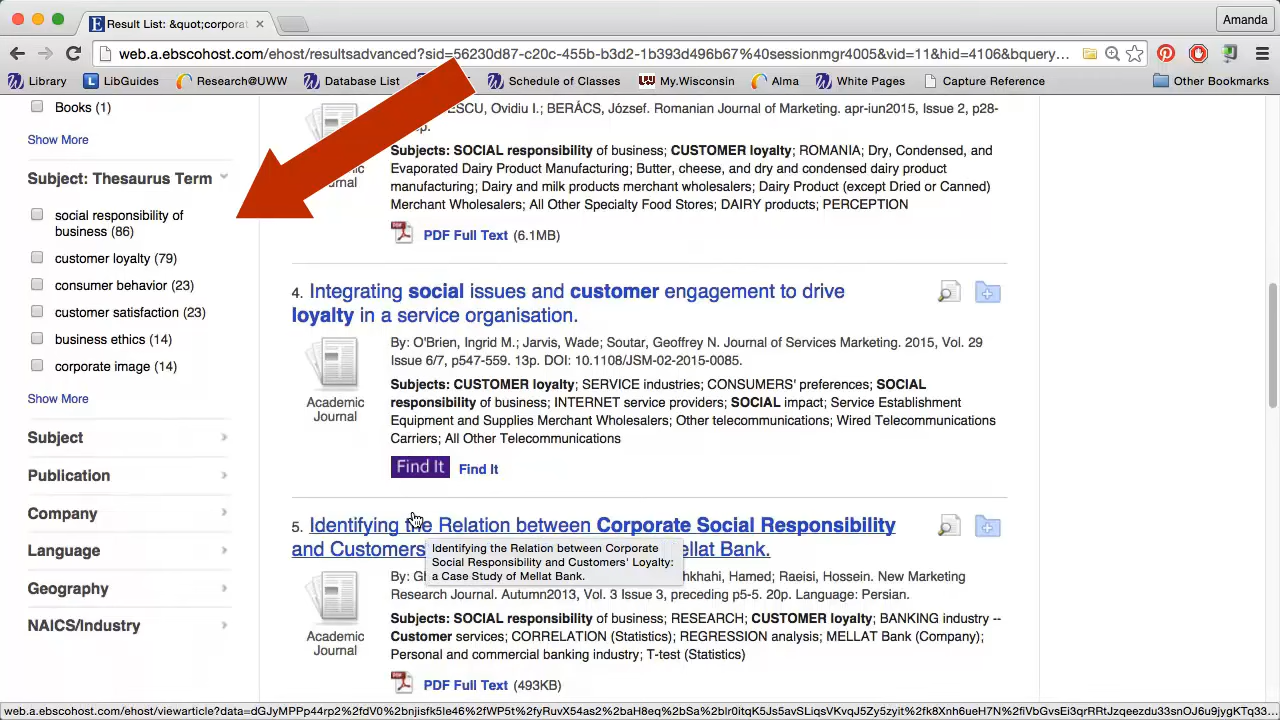 Result List: &quot;corporat
Amanda
web.a.ebscohost.com/ehost/resultsadvanced?sid=56230d87-c20c-455b-b3d2-1b393d496b67%40sessionmgr4005&vid=11&hid=4106&bquery...
Library LibGuides Research@UWW Database List Schedule of Classes My.Wisconsin Alma White Pages Capture Reference Other Bookmarks
Books (1)
Show More
Subject: Thesaurus Term
social responsibility of
business (86)
customer loyalty (79)
consumer behavior (23)
customer satisfaction (23)
business ethics (14)
corporate image (14)
Show More
Subject
Publication
Company
Language
Geography
NAICS/Industry
ESCU, Ovidiu I.; BERÁCS, József. Romanian Journal of Marketing. apr-iun2015, Issue 2, p28-
p.
Subjects: SOCIAL responsibility of business; CUSTOMER loyalty; ROMANIA; Dry, Condensed, and
Evaporated Dairy Product Manufacturing; Butter, cheese, and dry and condensed dairy product
manufacturing; Dairy and milk products merchant wholesalers; Dairy Product (except Dried or Canned)
Merchant Wholesalers; All Other Specialty Food Stores; DAIRY products; PERCEPTION
PDF Full Text (6.1MB)
4. Integrating social issues and customer engagement to drive
loyalty in a service organisation.
Academic
Journal
By: O'Brien, Ingrid M.; Jarvis, Wade; Soutar, Geoffrey N. Journal of Services Marketing. 2015, Vol. 29
Issue 6/7, p547-559. 13p. DOI: 10.1108/JSM-02-2015-0085.
Subjects: CUSTOMER loyalty; SERVICE industries; CONSUMERS' preferences; SOCIAL
responsibility of business; INTERNET service providers; SOCIAL impact; Service Establishment
Equipment and Supplies Merchant Wholesalers; Other telecommunications; Wired Telecommunications
Carriers; All Other Telecommunications
Find It Find It
5. Identifying the Relation between Corporate Social Responsibility
and Customers ellat Bank.
Identifying the Relation between Corporate
Social Responsibility and Customers' Loyalty:
a Case Study of Mellat Bank.
Academic
Journal
By: Gh hkhahi, Hamed; Raeisi, Hossein. New Marketing
Research Journal. Autumn2013, Vol. 3 Issue 3, preceding p5-5. 20p. Language: Persian.
Subjects: SOCIAL responsibility of business; RESEARCH; CUSTOMER loyalty; BANKING industry --
Customer services; CORRELATION (Statistics); REGRESSION analysis; MELLAT Bank (Company);
Personal and commercial banking industry; T-test (Statistics)
PDF Full Text (493KB)